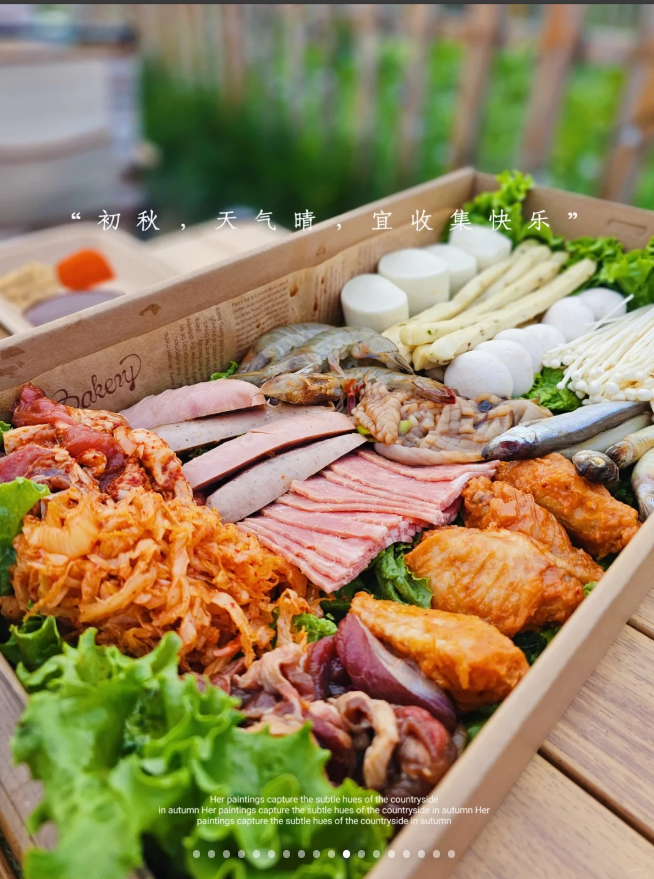 “初秋，天气晴，宜收集快乐”
Bakery
Her paintings capture the subtle hues of the countryside
in autumn Her paintings capture the subtle hues of the countryside in autumn Her
paintings capture the subtle hues of the countryside in autumn